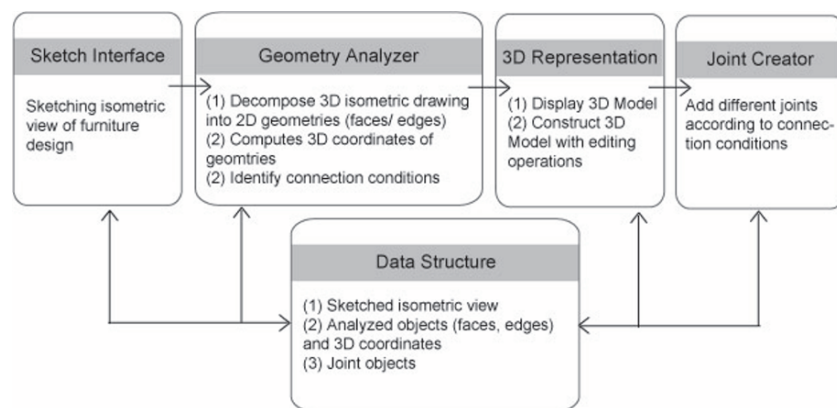 Sketch Interface
Sketching isometric
view of furniture
design
Geometry Analyzer
(1) Decompose 3D isometric drawing
into 2D geometries (faces/ edges)
(2) Computes 3D coordinates of
geomtries
(2) Identify connection conditions
3D Representation
(1) Display 3D Model
(2) Construct 3D
Model with editing
operations
Joint Creator
Add different joints
according to connec-
tion conditions
Data Structure
(1) Sketched isometric view
(2) Analyzed objects (faces, edges)
and 3D coordinates
(3) Joint objects